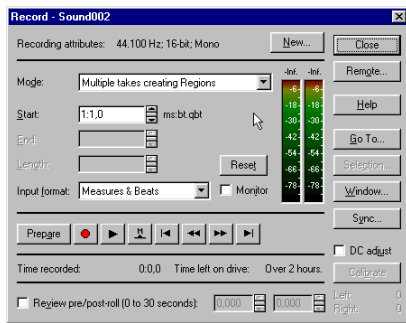 Record - Sound002
Recording attributes: 44.100 Hz; 16-bit; Mono
New...
Close
Mode: Multiple takes creating Regions
-Inf. -Inf.
Remote...
Start: 1:1,0 ms:bt.qbt
-6- -6
Help
End:
-18- -18
Length:
-30- -30
Go To...
Reset
-42- -42
Selection...
Input format: Measures & Beats
Monitor
-54- -54
Window...
-66- -66
-78- -78
Sync...
Prepare
M
DC adjust
Time recorded: 0:0,0 Time left on drive: Over 2 hours.
Calibrate
Review pre/post-roll (0 to 30 seconds): 0,000 0,000
Left: 0
Right: 0